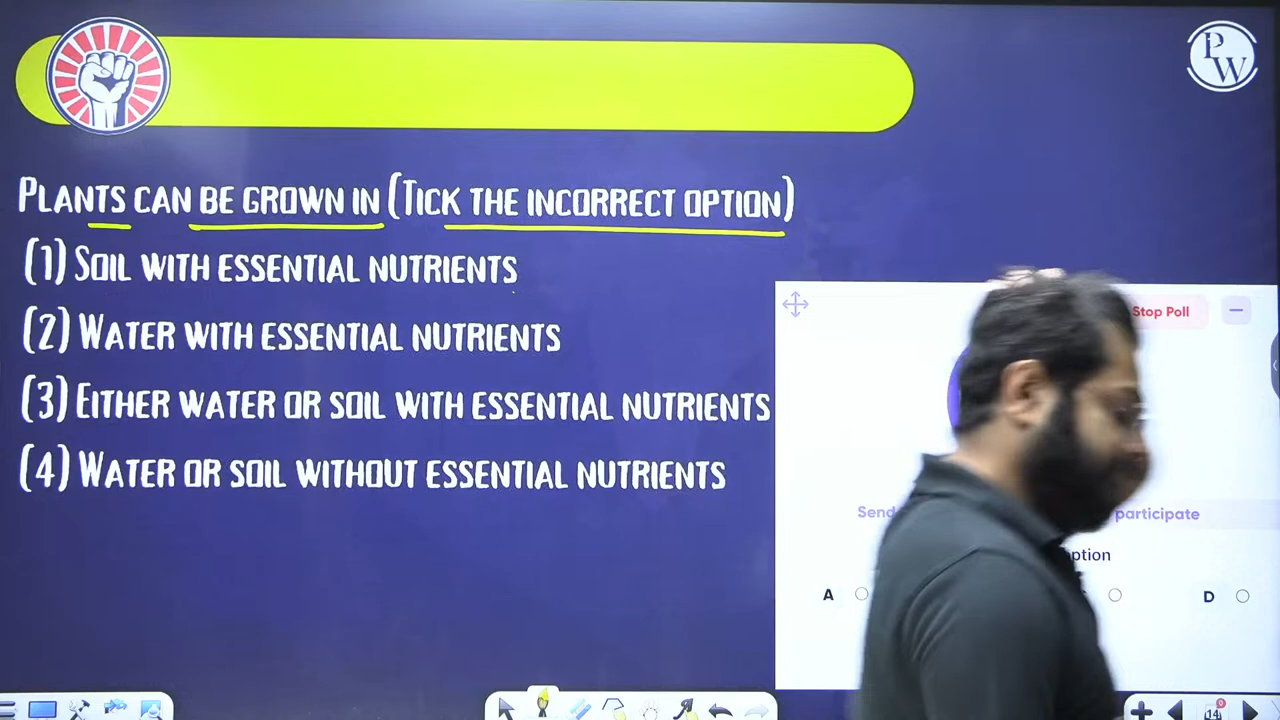 PW
PLANTS CAN BE GROWN IN (TICK THE INCORRECT OPTION)
(1) SOIL WITH ESSENTIAL NUTRIENTS
(2) WATER WITH ESSENTIAL NUTRIENTS
(3) EITHER WATER OR SOIL WITH ESSENTIAL NUTRIENTS
(4) WATER OR SOIL WITHOUT ESSENTIAL NUTRIENTS
Stop Poll
Send participate
A D
14